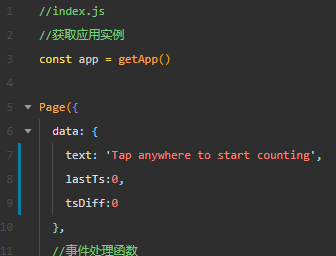 1 //index.js
2 //获取应用实例
3 const app = getApp()
4
5 Page({
6 data: {
7 text: 'Tap anywhere to start counting',
8 lastTs:0,
9 tsDiff:0
10 },
11 //事件处理函数